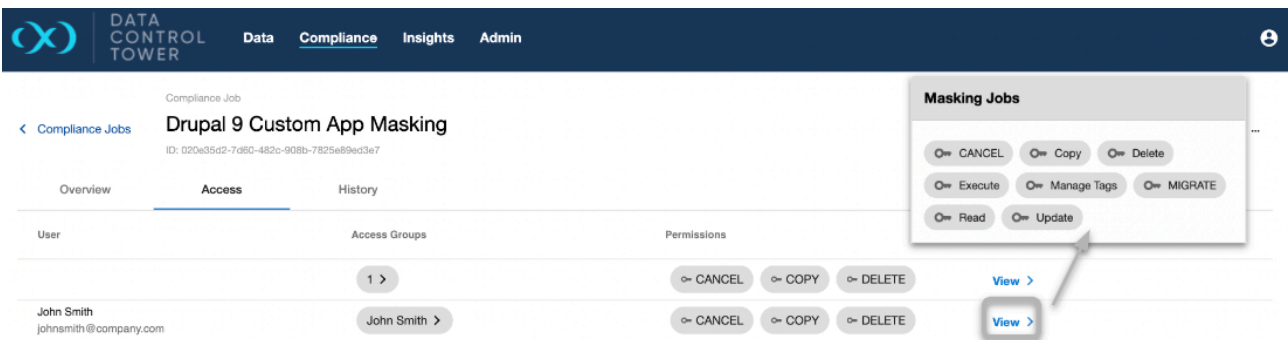 DATA
CONTROL
TOWER
Data Compliance Insights Admin
Compliance Job
Compliance Jobs
Drupal 9 Custom App Masking
ID: 020e35d2-7d60-482c-908b-7825e89ed3e7
...
Masking Jobs
CANCEL Copy Delete
Execute Manage Tags MIGRATE
Read Update
Overview Access History
User Access Groups Permissions
1 CANCEL COPY DELETE View
John Smith
johnsmith@company.com
John Smith CANCEL COPY DELETE View